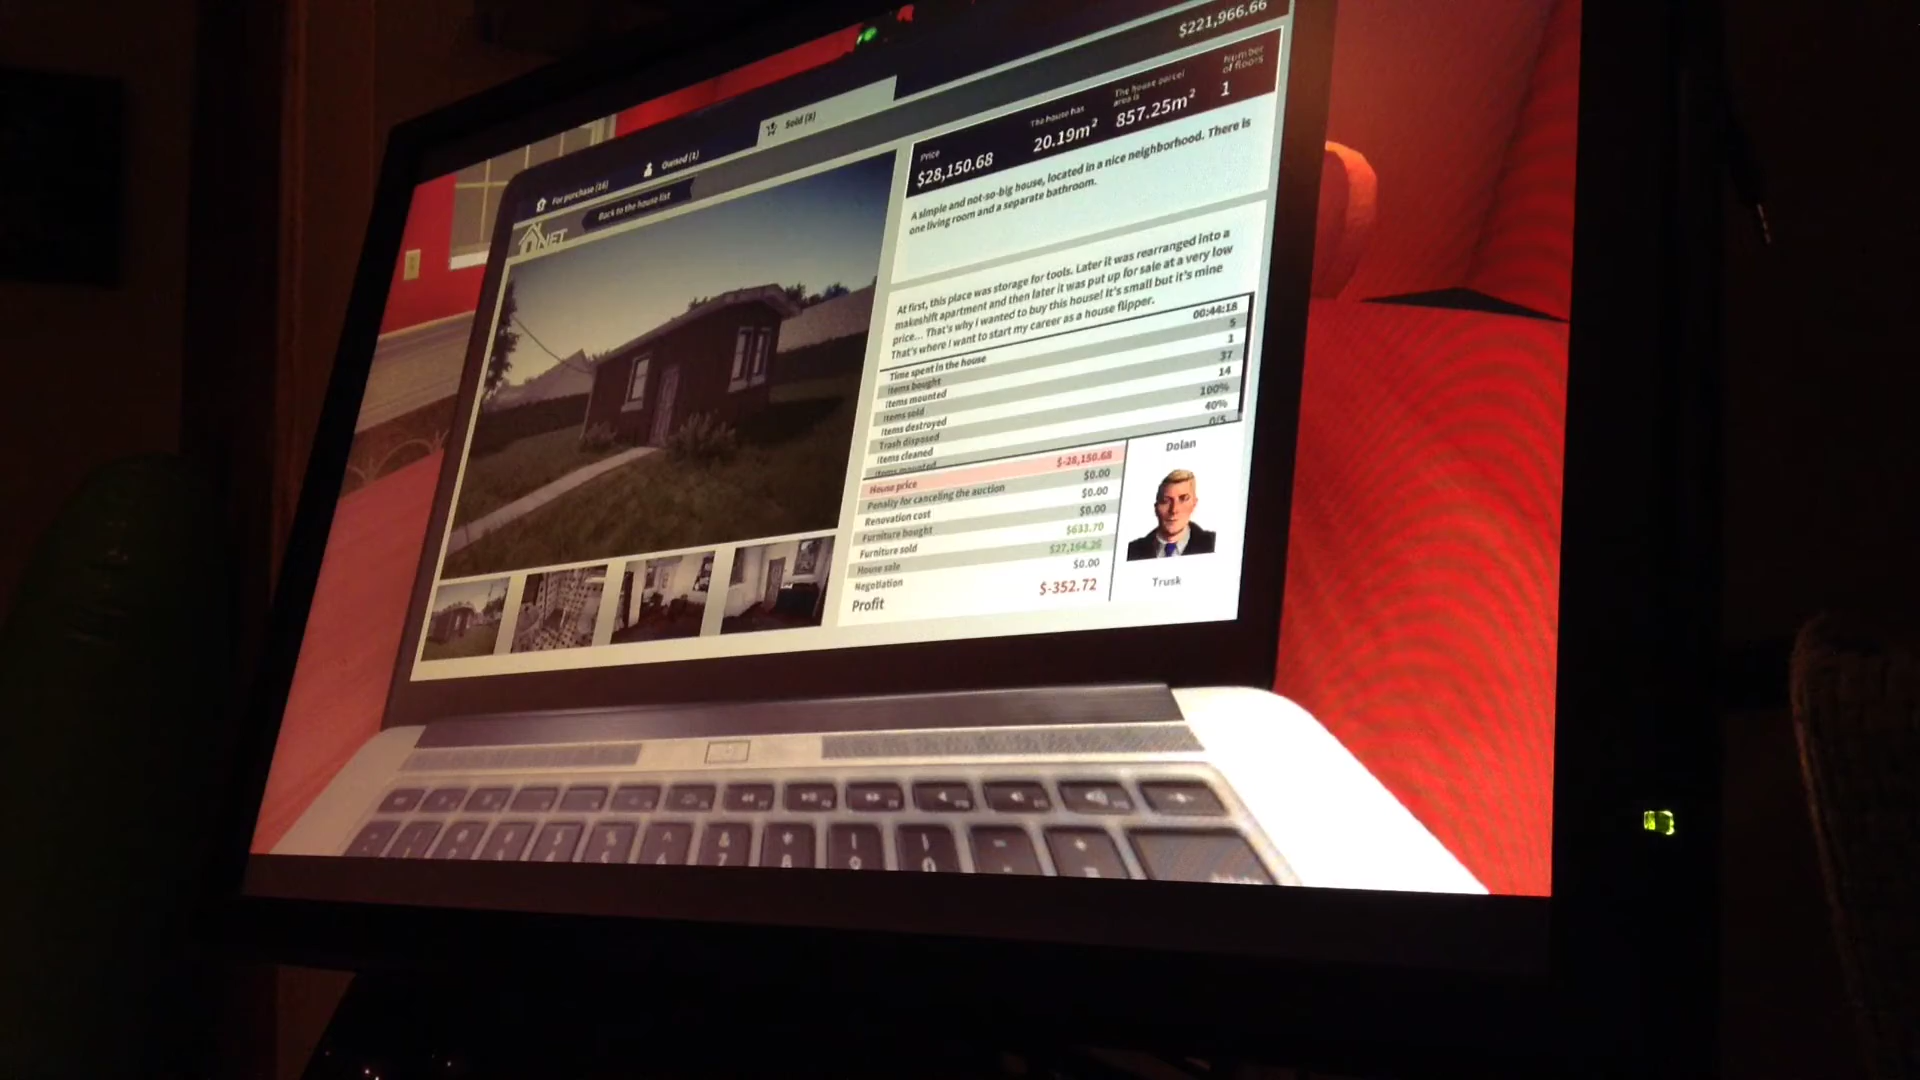 $221,966.66
For purchase (16)
Owned (1)
Sold (8)
Back to the house list
NET
Price
$28,150.68
The house has
20.19m²
The house parcel
area is
857.25m²
Number
of floors
1
A simple and not-so-big house, located in a nice neighborhood. There is
one living room and a separate bathroom.
At first, this place was storage for tools. Later it was rearranged into a
makeshift apartment and then later it was put up for sale at a very low
price... That's why I wanted to buy this house! It's small but it's mine
That's where I want to start my career as a house flipper.
Time spent in the house 00:44:18
Items bought 5
Items mounted 1
Items sold 37
Items destroyed 14
Trash disposed 100%
Items cleaned 40%
Items mounted 0/5
House price $-28,150.68
Penalty for canceling the auction $0.00
Renovation cost $0.00
Furniture bought $0.00
Furniture sold $633.70
House sale $27,164.26
Negotiation $0.00
Profit $-352.72
Dolan
Trusk